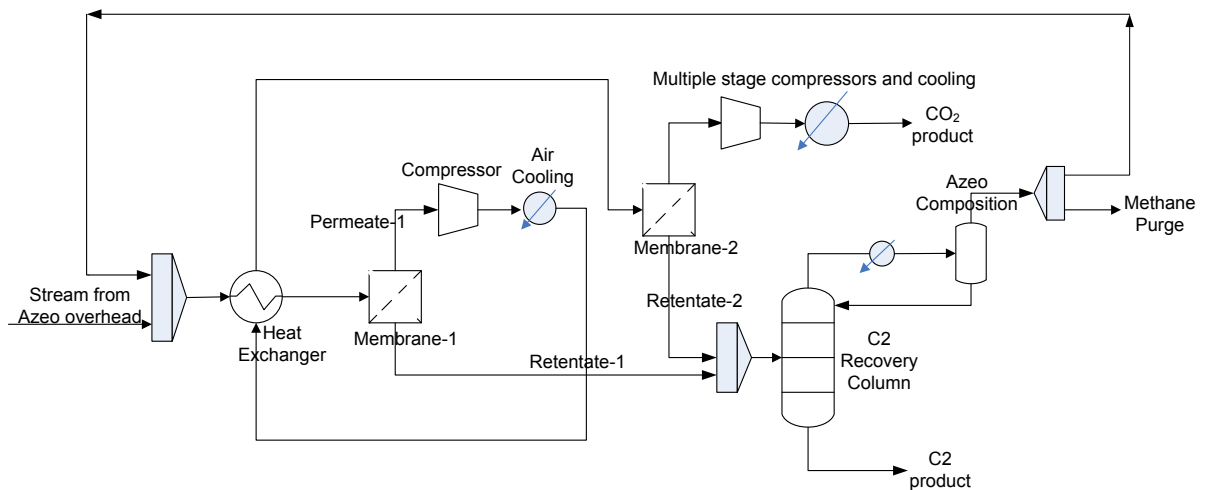 Multiple stage compressors and cooling
CO₂
product
Air
Cooling
Compressor
Azeo
Composition
Methane
Purge
Permeate-1
Membrane-2
Stream from
Azeo overhead
Retentate-2
Heat
Exchanger
Membrane-1
C2
Recovery
Column
Retentate-1
C2
product